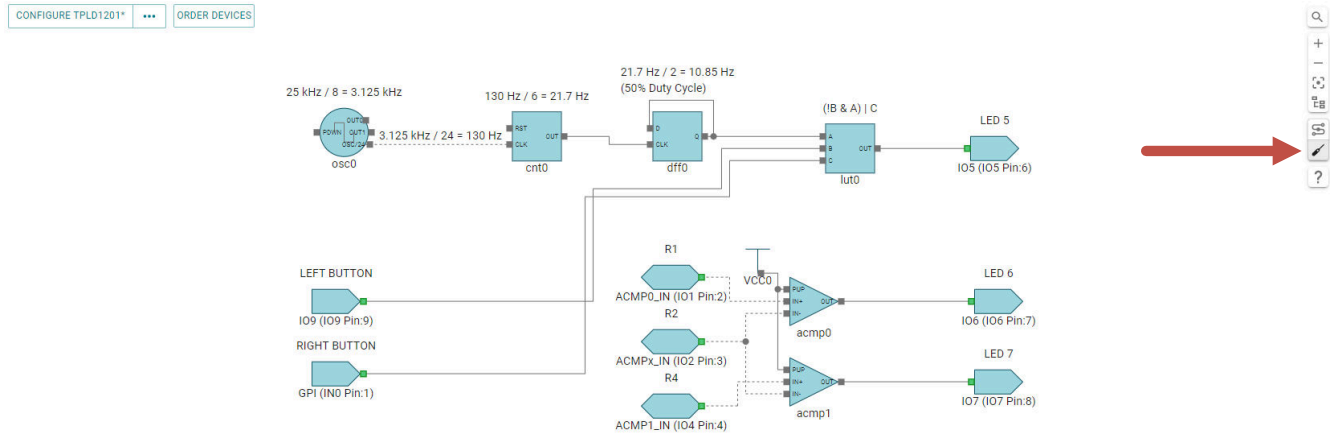 CONFIGURE TPLD1201*
•••
ORDER DEVICES
21.7 Hz / 2 = 10.85 Hz
(50% Duty Cycle)
25 kHz / 8 = 3.125 kHz
130 Hz / 6 = 21.7 Hz
(!B & A) | C
LED 5
OUT0
PDWN
OUT1
OSC/24
3.125 kHz / 24 = 130 Hz
osc0
RST
OUT
CLK
cnt0
D
Q
CLK
dff0
A
B
OUT
C
lut0
IO5 (IO5 Pin:6)
?
LEFT BUTTON
IO9 (IO9 Pin:9)
RIGHT BUTTON
GPI (IN0 Pin:1)
R1
ACMP0_IN (IO1 Pin:2)
R2
ACMPx_IN (IO2 Pin:3)
R4
ACMP1_IN (IO4 Pin:4)
VCC0
PUP
IN+
OUT
IN-
acmp0
PUP
IN+
OUT
IN-
acmp1
LED 6
IO6 (IO6 Pin:7)
LED 7
IO7 (IO7 Pin:8)